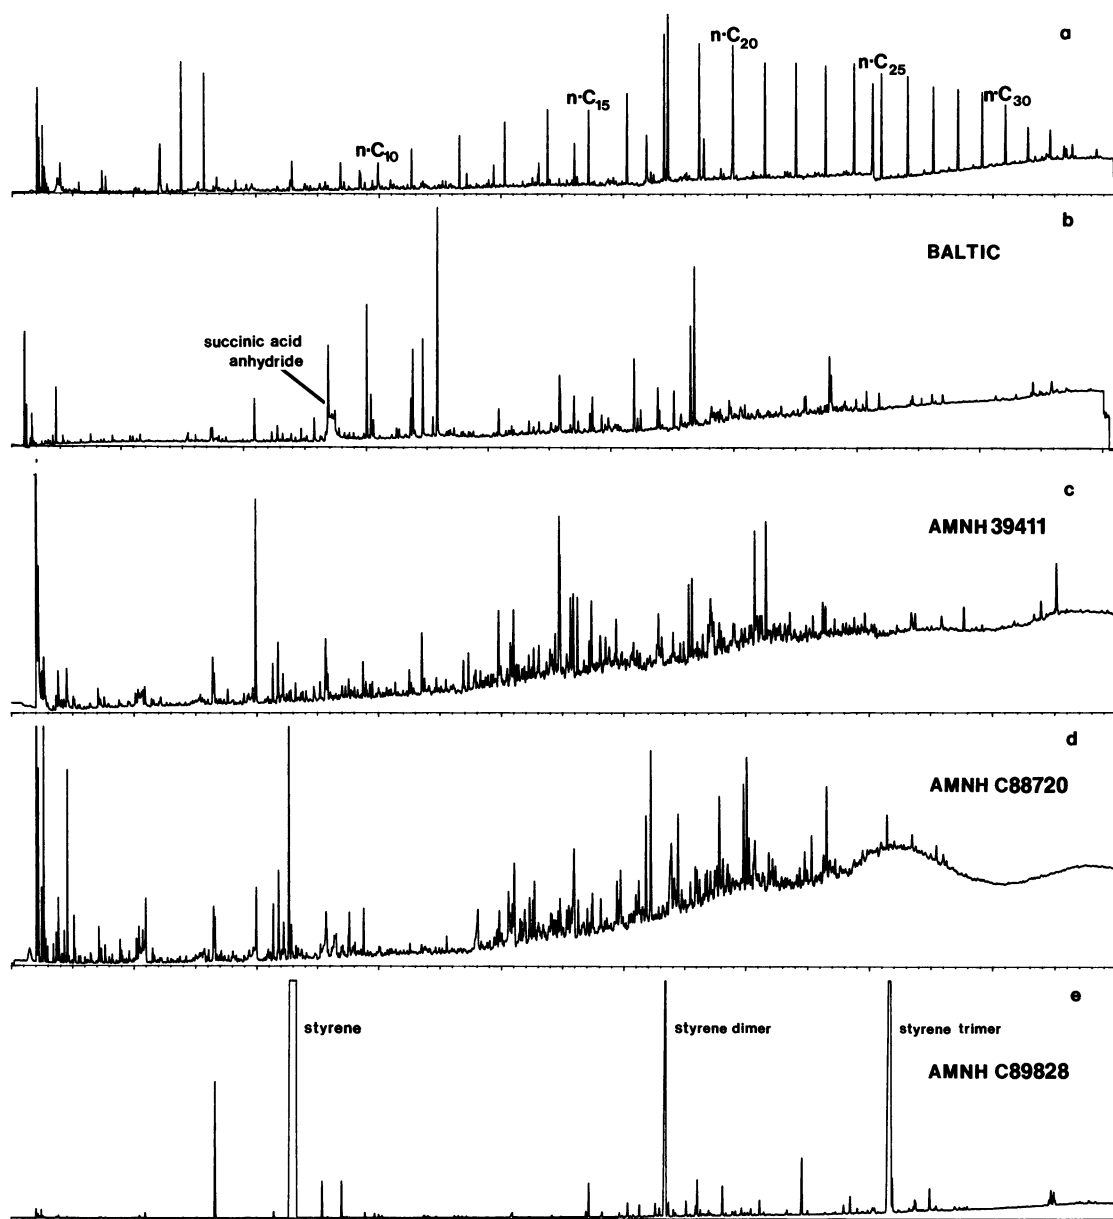 a
n·C10
n·C15
n·C20
n·C25
n·C30
b
BALTIC
succinic acid
anhydride
c
AMNH 39411
d
AMNH C88720
e
styrene
styrene dimer
styrene trimer
AMNH C89828